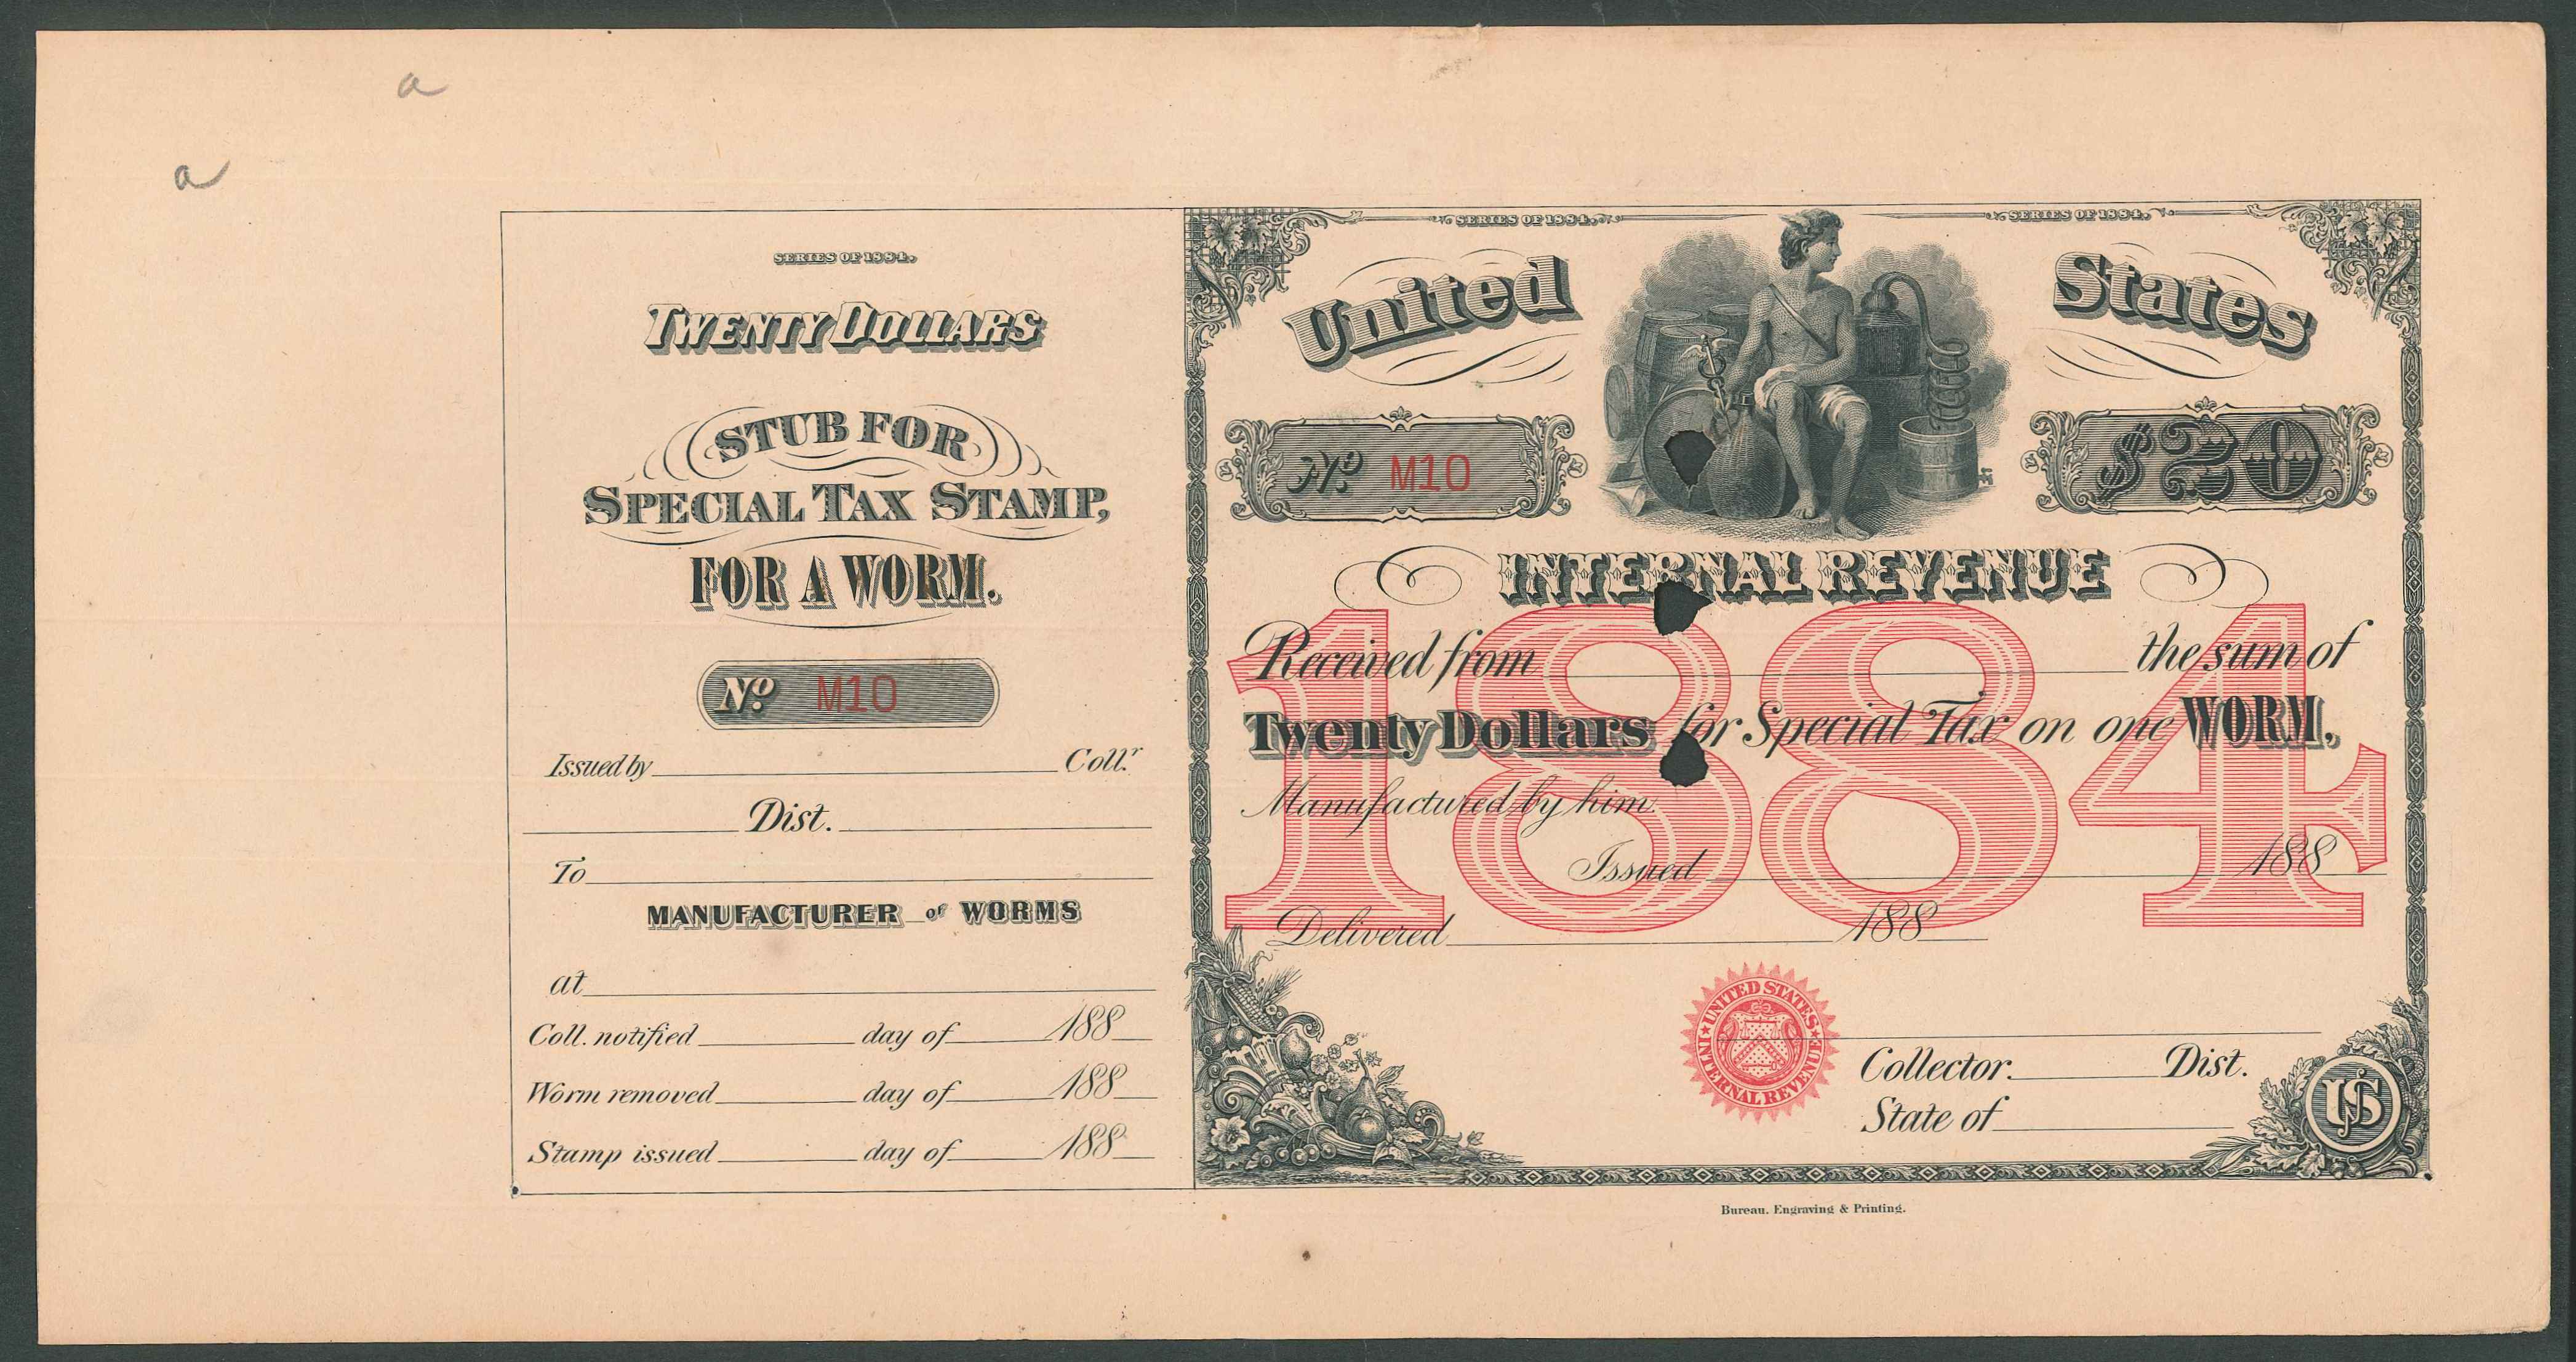 a
a
SERIES OF 1884.
TWENTY DOLLARS
STUB FOR
SPECIAL TAX STAMP,
FOR A WORM.
No. M10
Issued by Coll.r
Dist.
To
MANUFACTURER of WORMS
at
Coll. notified day of 188
Worm removed day of 188
Stamp issued day of 188
SERIES OF 1884. SERIES OF 1884.
United States
No. M10 $20
INTERNAL REVENUE
1884
Received from the sum of
Twenty Dollars for Special Tax on one WORM,
Manufactured by him.
Issued 188
Delivered 188
UNITED STATES INTERNAL REVENUE
Collector Dist.
State of
US
Bureau. Engraving & Printing.